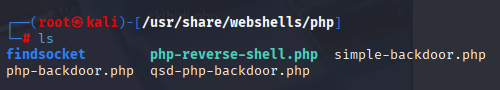 ┌──(root㉿kali)-[/usr/share/webshells/php]
└─# ls
findsocket php-reverse-shell.php simple-backdoor.php
php-backdoor.php qsd-php-backdoor.php